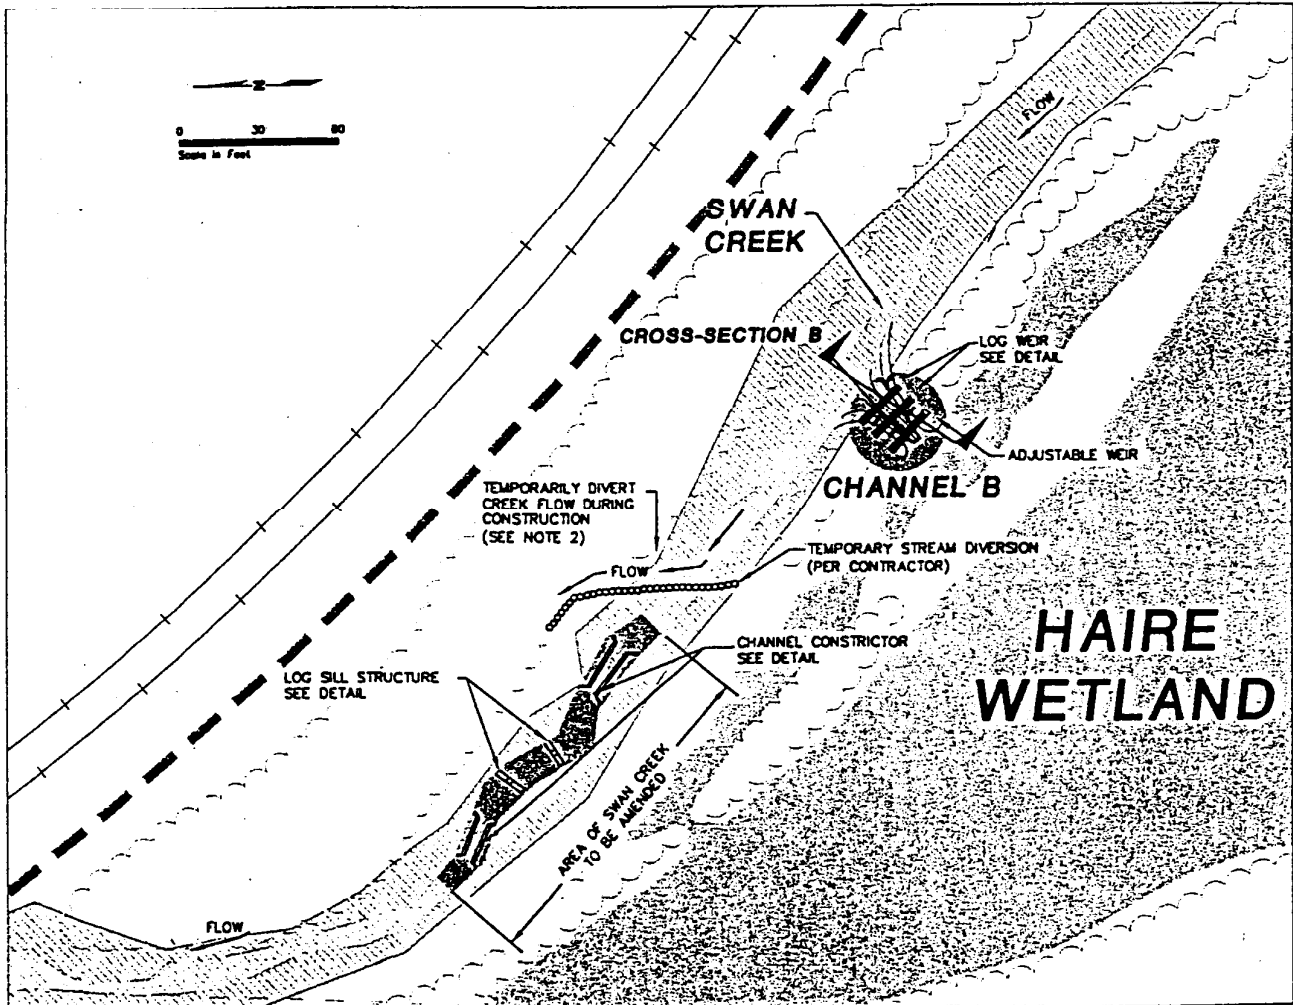 N
0 30 60
Scale in Feet
FLOW
SWAN
CREEK
CROSS-SECTION B
LOG WEIR
SEE DETAIL
ADJUSTABLE WEIR
CHANNEL B
TEMPORARILY DIVERT
CREEK FLOW DURING
CONSTRUCTION
(SEE NOTE 2)
TEMPORARY STREAM DIVERSION
(PER CONTRACTOR)
FLOW
HAIRE
WETLAND
CHANNEL CONSTRICTOR
SEE DETAIL
LOG SILL STRUCTURE
SEE DETAIL
AREA OF SWAN CREEK
TO BE AMENDED
FLOW